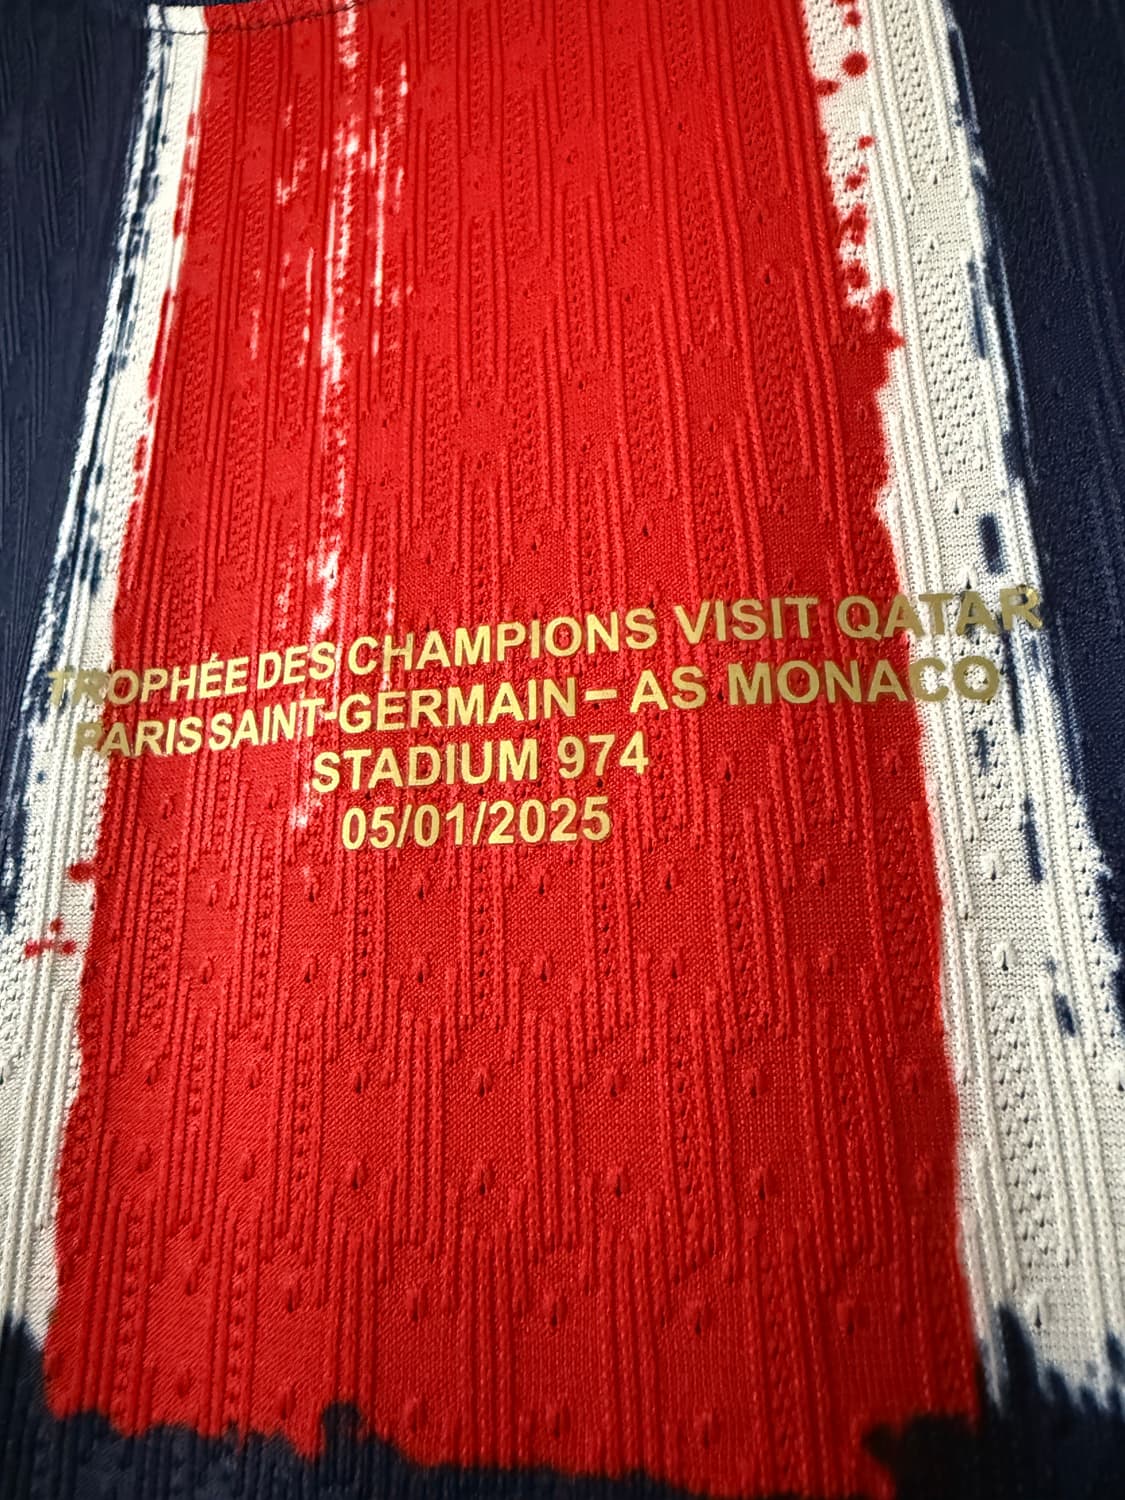 TROPHÉE DES CHAMPIONS VISIT QATAR
PARIS SAINT-GERMAIN – AS MONACO
STADIUM 974
05/01/2025